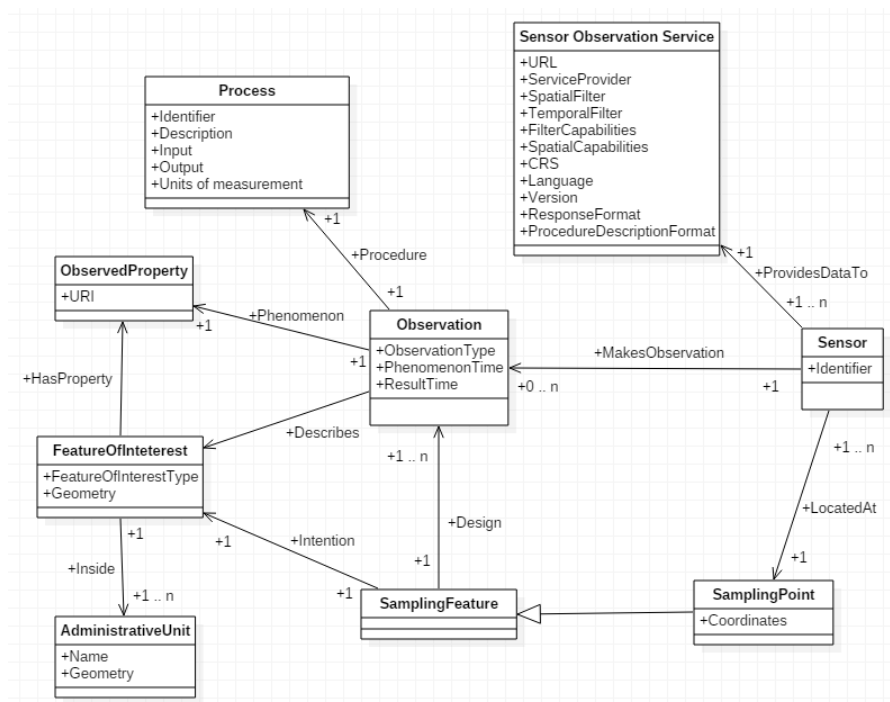 Sensor Observation Service
+URL
+ServiceProvider
+SpatialFilter
+TemporalFilter
+FilterCapabilities
+SpatialCapabilities
+CRS
+Language
+Version
+ResponseFormat
+ProcedureDescriptionFormat
Process
+Identifier
+Description
+Input
+Output
+Units of measurement
+1
+Procedure
+1
+1
+ProvidesDataTo
+1 .. n
ObservedProperty
+URI
+Phenomenon
+1
+1
Observation
+ObservationType
+PhenomenonTime
+ResultTime
+MakesObservation
+0 .. n
+1
Sensor
+Identifier
+HasProperty
+Describes
FeatureOfInteterest
+FeatureOfInterestType
+Geometry
+1 .. n
+Design
+1
+1 .. n
+LocatedAt
+1
+1
+Intention
+1
+1
+Inside
+1 .. n
SamplingFeature
SamplingPoint
+Coordinates
AdministrativeUnit
+Name
+Geometry